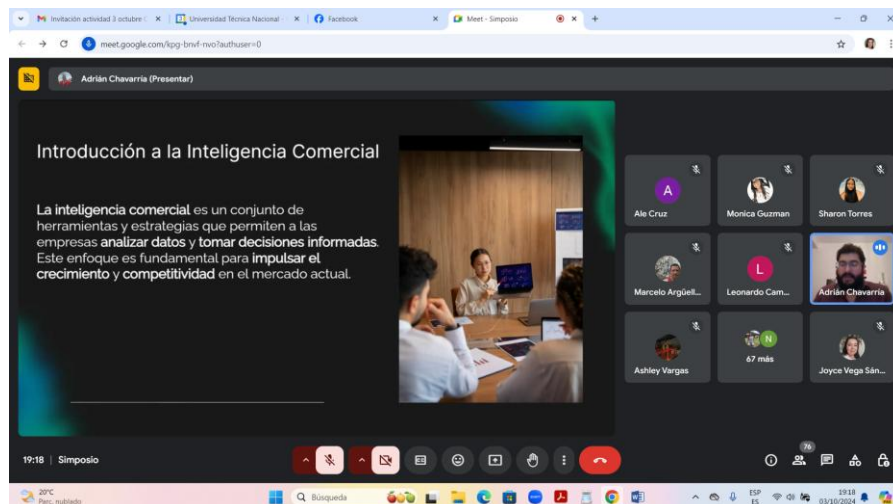 Invitación actividad 3 octubre
Universidad Técnica Nacional -
Facebook
Meet - Simposio
meet.google.com/kpg-bnvf-nvo?authuser=0
Adrián Chavarría (Presentar)
Introducción a la Inteligencia Comercial
La inteligencia comercial es un conjunto de
herramientas y estrategias que permiten a las
empresas analizar datos y tomar decisiones informadas.
Este enfoque es fundamental para impulsar el
crecimiento y competitividad en el mercado actual.
A
Ale Cruz
Monica Guzman
Sharon Torres
Marcelo Argüell...
L
Leonardo Cam...
Adrián Chavarría
Ashley Vargas
N
67 más
Joyce Vega Sán...
19:18 | Simposio
76
20°C
Parc. nublado
Búsqueda
ESP
ES
19:18
03/10/2024